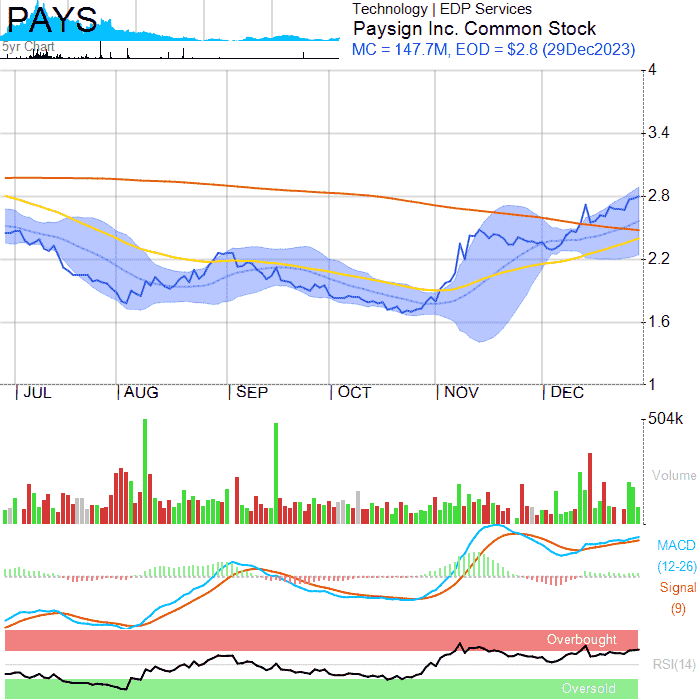 PAYS
5yr Chart
Technology | EDP Services
Paysign Inc. Common Stock
MC = 147.7M, EOD = $2.8 (29Dec2023)
4
3.4
2.8
2.2
1.6
1
JUL AUG SEP OCT NOV DEC
504k
Volume
MACD
(12-26)
Signal
(9)
Overbought
RSI(14)
Oversold